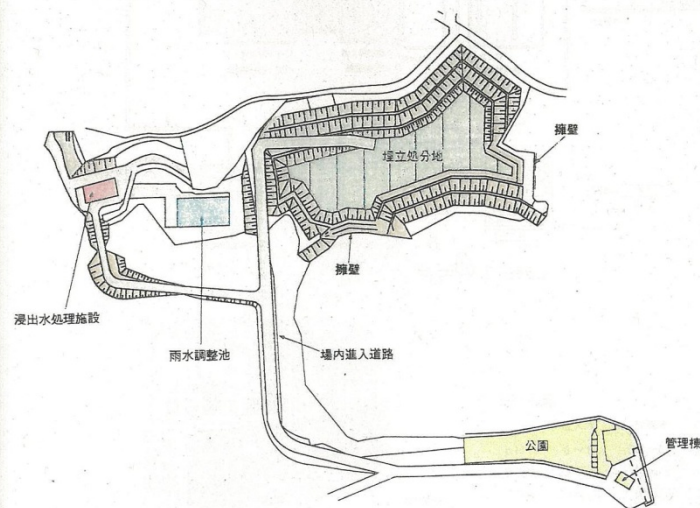 擁壁
埋立処分地
擁壁
浸出水処理施設
雨水調整池
場内進入道路
公園
管理棟